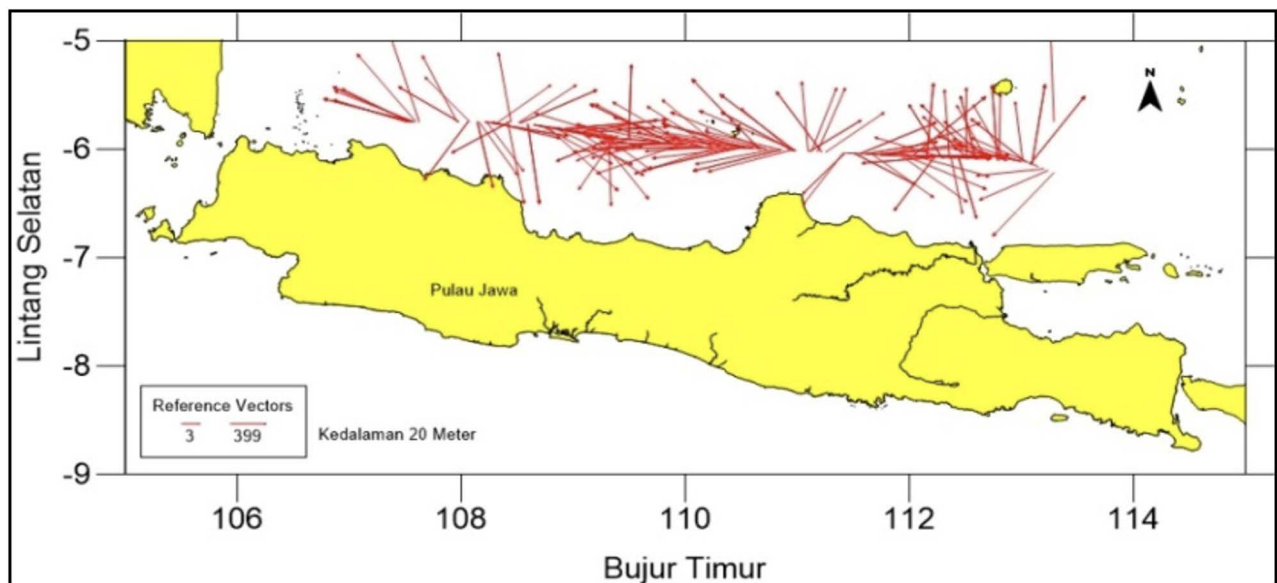 -5
-6
-7
-8
-9
Lintang Selatan
N
Pulau Jawa
Reference Vectors
3 399
Kedalaman 20 Meter
106 108 110 112 114
Bujur Timur